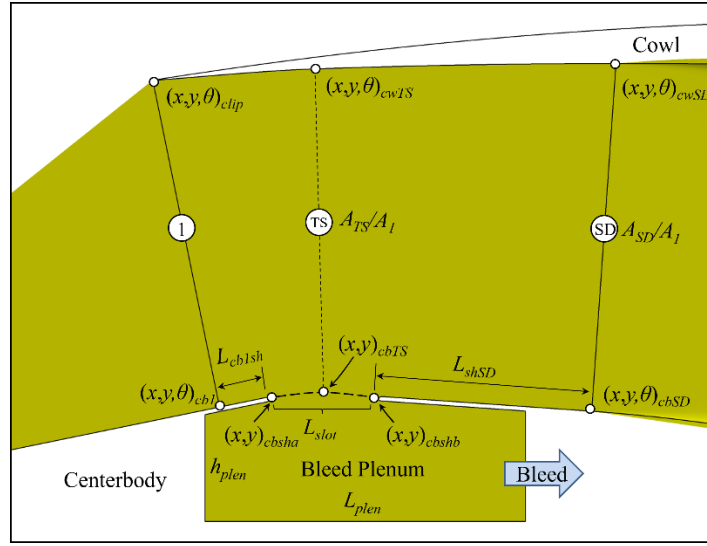 Cowl
(x,y,θ)clip
(x,y,θ)cwTS
(x,y,θ)cwSD
1
TS
ATS/A1
SD
ASD/A1
(x,y)cbTS
Lcb1sh
LshSD
(x,y,θ)cb1
(x,y,θ)cbSD
(x,y)cbsha
Lslot
(x,y)cbshb
Centerbody
hplen
Bleed Plenum
Bleed
Lplen